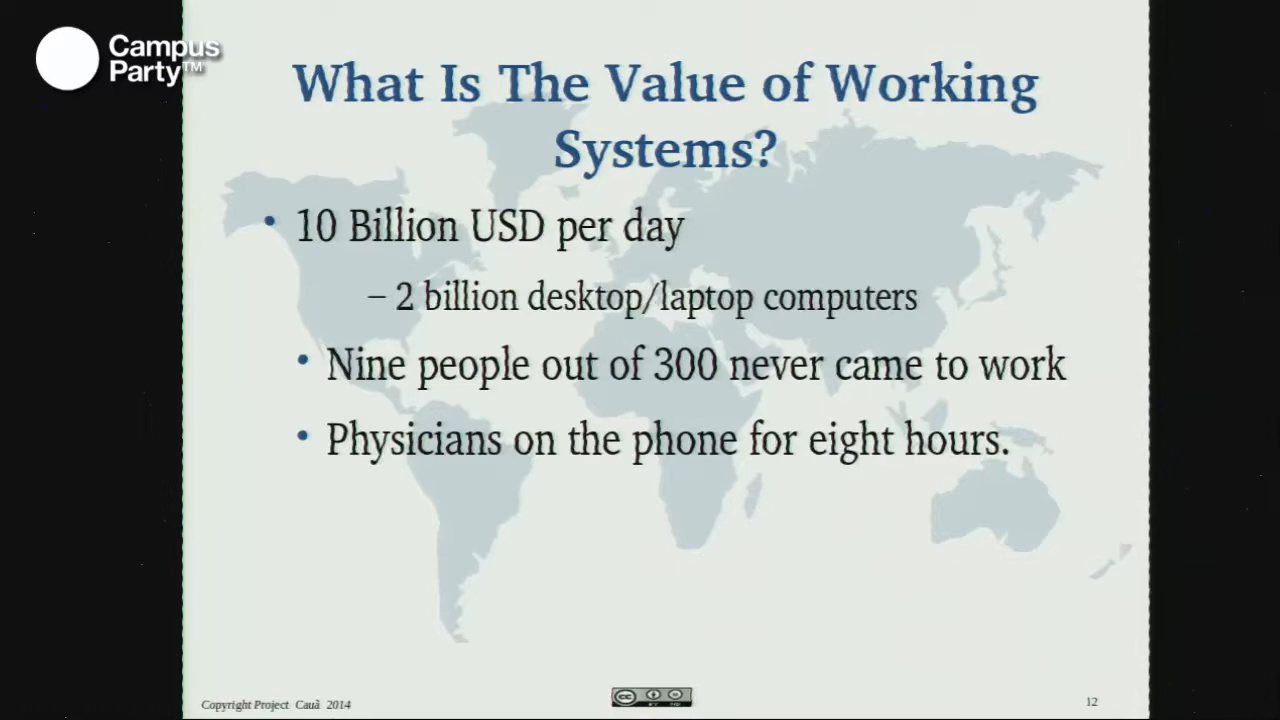 Campus
Party™
What Is The Value of Working
Systems?
• 10 Billion USD per day
– 2 billion desktop/laptop computers
• Nine people out of 300 never came to work
• Physicians on the phone for eight hours.
Copyright Project Cauã 2014
cc
12